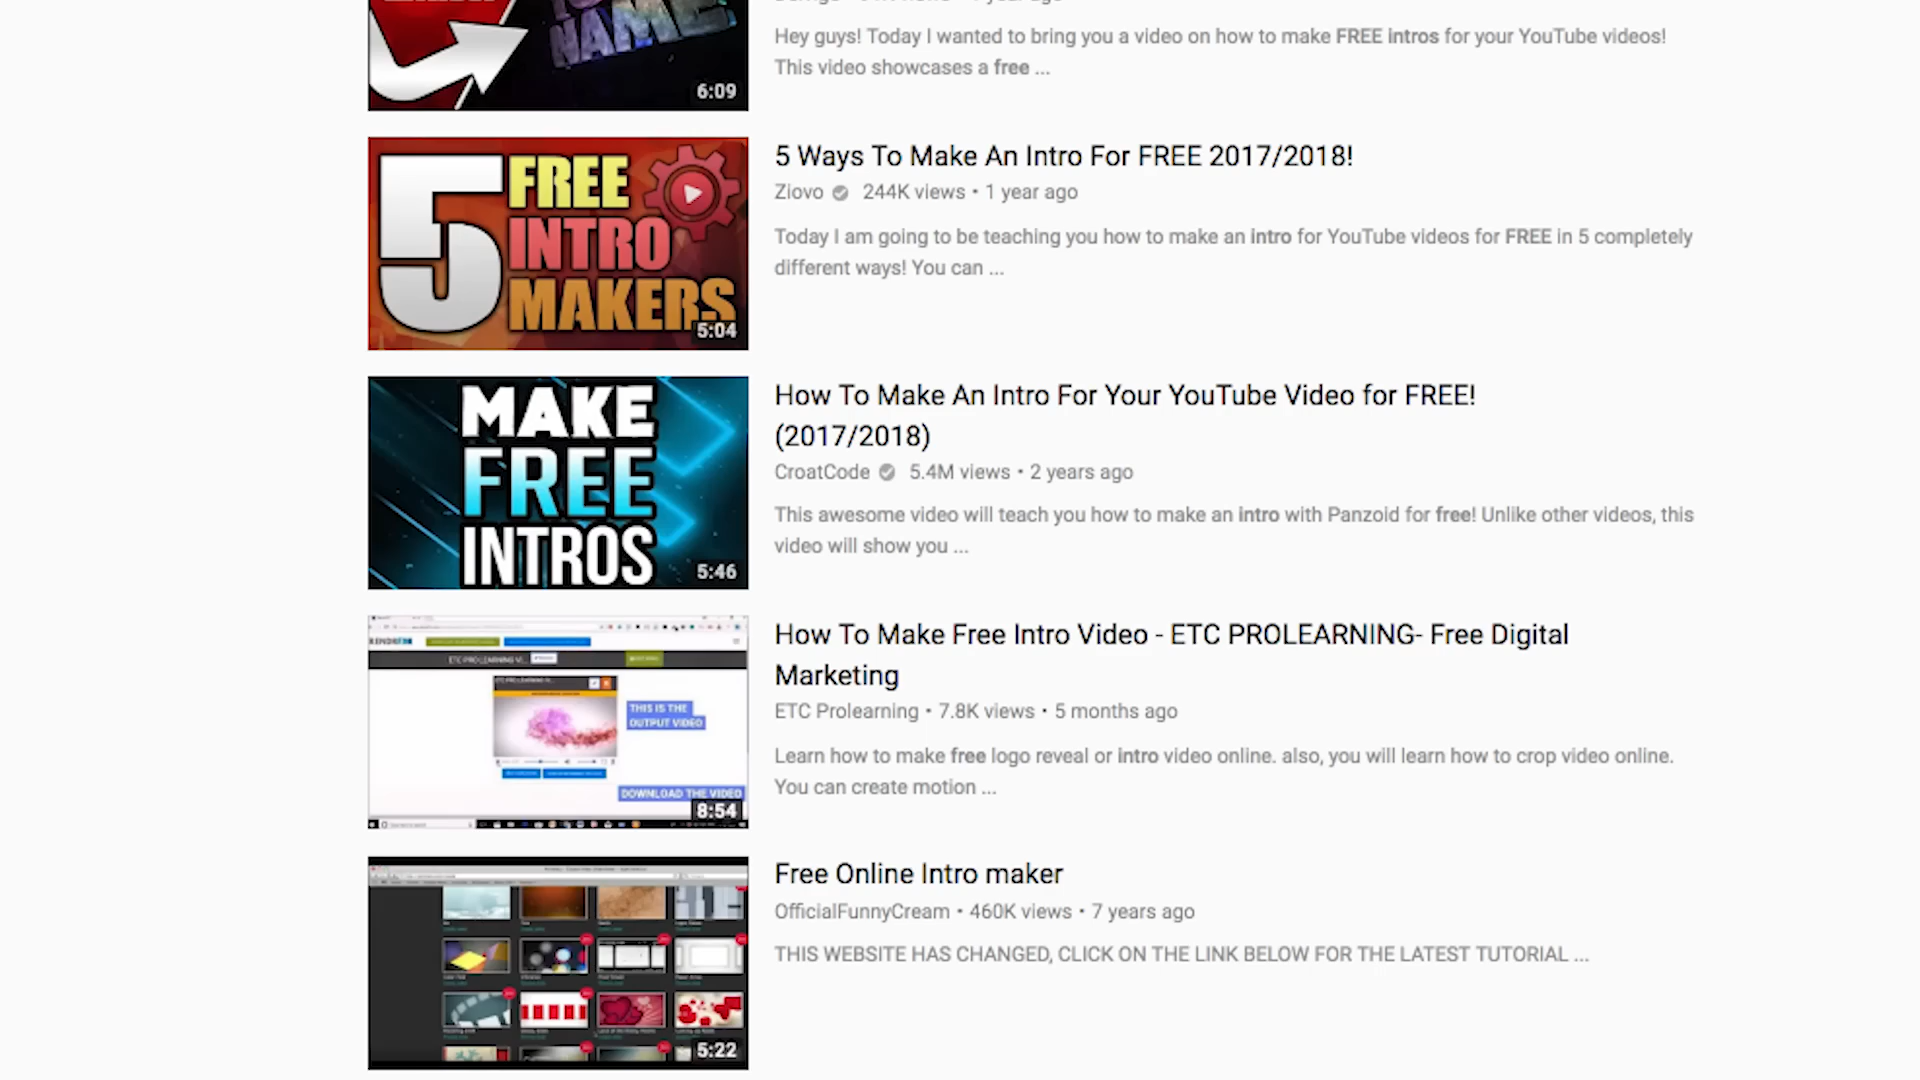 NAME
6:09
Hey guys! Today I wanted to bring you a video on how to make FREE intros for your YouTube videos!
This video showcases a free ...
5 FREE
INTRO
MAKERS
5:04
5 Ways To Make An Intro For FREE 2017/2018!
Ziovo 244K views • 1 year ago
Today I am going to be teaching you how to make an intro for YouTube videos for FREE in 5 completely
different ways! You can ...
MAKE
FREE
INTROS
5:46
How To Make An Intro For Your YouTube Video for FREE!
(2017/2018)
CroatCode 5.4M views • 2 years ago
This awesome video will teach you how to make an intro with Panzoid for free! Unlike other videos, this
video will show you ...
THIS IS THE
OUTPUT VIDEO
DOWNLOAD THE VIDEO
8:54
How To Make Free Intro Video - ETC PROLEARNING- Free Digital
Marketing
ETC Prolearning • 7.8K views • 5 months ago
Learn how to make free logo reveal or intro video online. also, you will learn how to crop video online.
You can create motion ...
5:22
Free Online Intro maker
OfficialFunnyCream • 460K views • 7 years ago
THIS WEBSITE HAS CHANGED, CLICK ON THE LINK BELOW FOR THE LATEST TUTORIAL ...